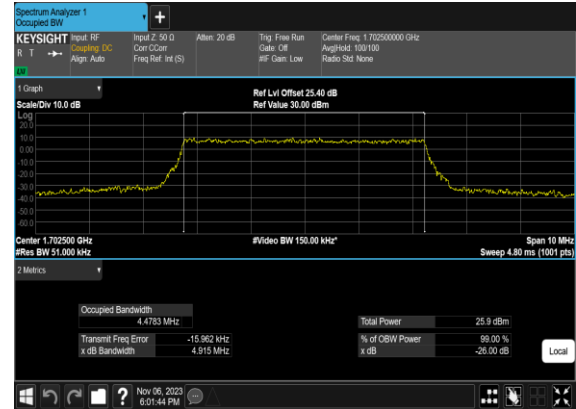 Spectrum Analyzer 1
Occupied BW
KEYSIGHT
R T
LV
Input: RF
Coupling: DC
Align: Auto
Input Z: 50 Ω
Corr CCorr
Freq Ref: Int (S)
Atten: 20 dB
Trig: Free Run
Gate: Off
#IF Gain: Low
Center Freq: 1.702500000 GHz
Avg|Hold: 100/100
Radio Std: None
1 Graph
Scale/Div 10.0 dB
Ref Lvl Offset 25.40 dB
Ref Value 30.00 dBm
Log
20.0
10.0
0.00
-10.0
-20.0
-30.0
-40.0
-50.0
-60.0
Center 1.702500 GHz
#Res BW 51.000 kHz
#Video BW 150.00 kHz*
Span 10 MHz
Sweep 4.80 ms (1001 pts)
2 Metrics
Occupied Bandwidth
4.4783 MHz
Total Power 25.9 dBm
Transmit Freq Error -15.962 kHz
x dB Bandwidth 4.915 MHz
% of OBW Power 99.00 %
x dB -26.00 dB
Local
?
Nov 06, 2023
6:01:44 PM